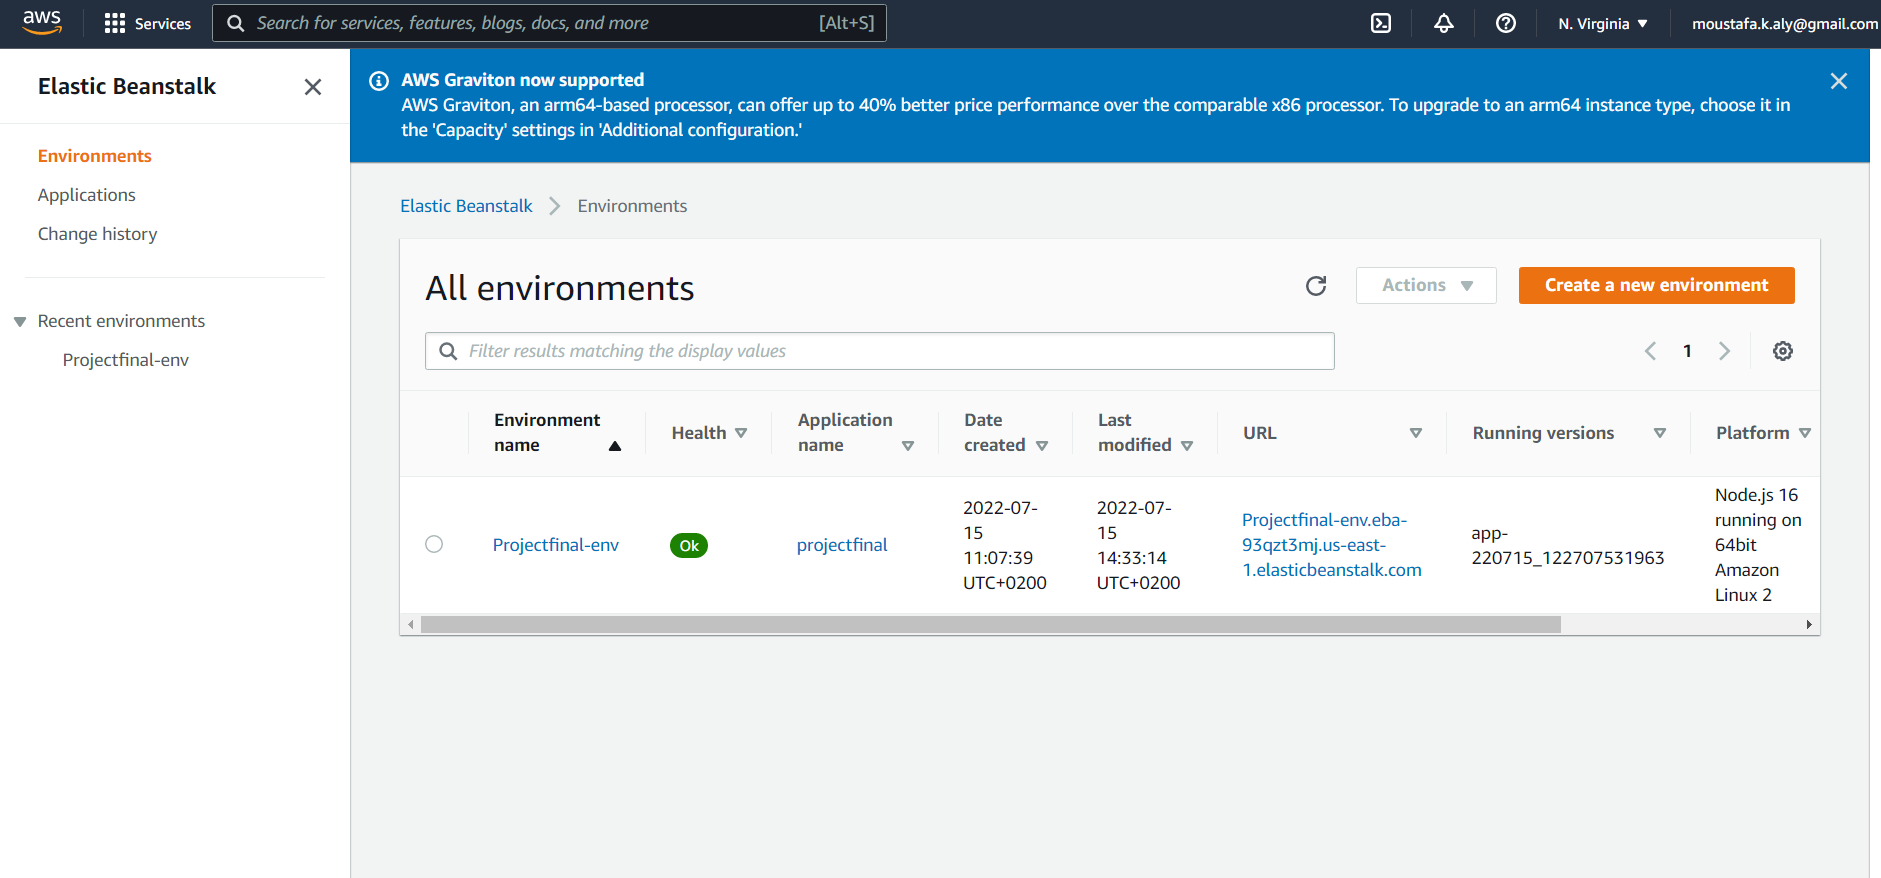 aws
Services
Search for services, features, blogs, docs, and more
[Alt+S]
N. Virginia
moustafa.k.aly@gmail.com
Elastic Beanstalk
Environments
Applications
Change history
Recent environments
Projectfinal-env
AWS Graviton now supported
AWS Graviton, an arm64-based processor, can offer up to 40% better price performance over the comparable x86 processor. To upgrade to an arm64 instance type, choose it in
the 'Capacity' settings in 'Additional configuration.'
Elastic Beanstalk
Environments
All environments
Actions
Create a new environment
Filter results matching the display values
1
Environment
name
Health
Application
name
Date
created
Last
modified
URL
Running versions
Platform
Projectfinal-env
Ok
projectfinal
2022-07-
15
11:07:39
UTC+0200
2022-07-
15
14:33:14
UTC+0200
Projectfinal-env.eba-
93qzt3mj.us-east-
1.elasticbeanstalk.com
app-
220715_122707531963
Node.js 16
running on
64bit
Amazon
Linux 2